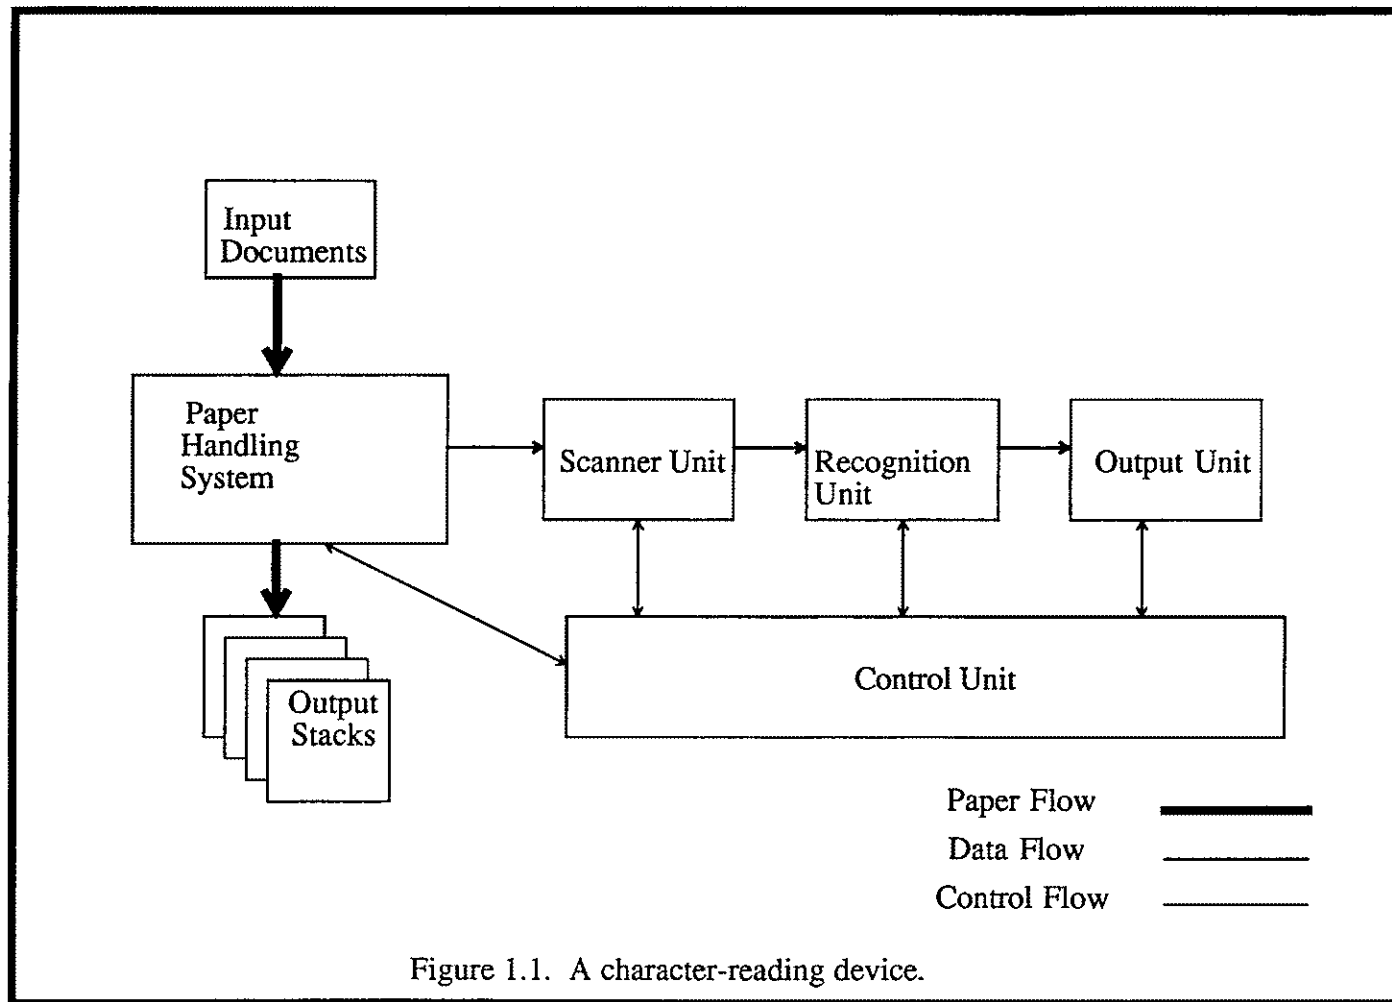 Input
Documents
Paper
Handling
System
Scanner Unit
Recognition
Unit
Output Unit
Output
Stacks
Control Unit
Paper Flow
Data Flow
Control Flow
Figure 1.1. A character-reading device.